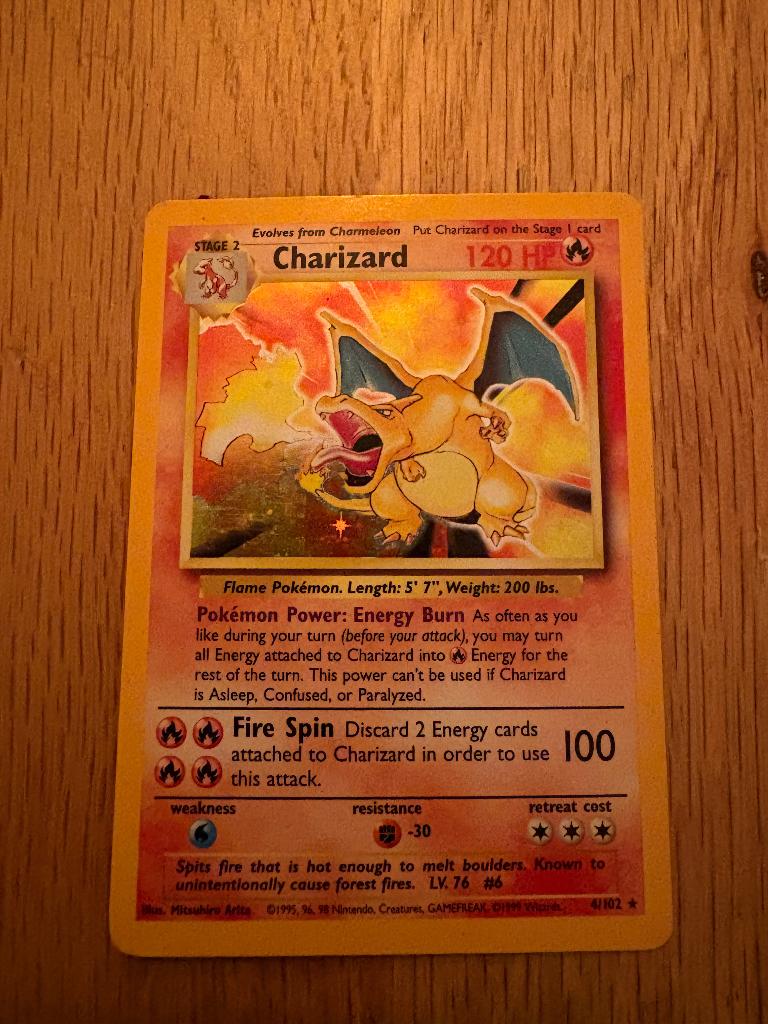 Evolves from Charmeleon Put Charizard on the Stage 1 card
STAGE 2
Charizard 120 HP
Flame Pokémon. Length: 5' 7", Weight: 200 lbs.
Pokémon Power: Energy Burn As often as you
like during your turn (before your attack), you may turn
all Energy attached to Charizard into Energy for the
rest of the turn. This power can't be used if Charizard
is Asleep, Confused, or Paralyzed.
Fire Spin Discard 2 Energy cards
attached to Charizard in order to use
this attack.
100
weakness resistance retreat cost
-30
Spits fire that is hot enough to melt boulders. Known to
unintentionally cause forest fires. LV. 76 #6
Illus. Mitsuhiro Arita ©1995, 96, 98 Nintendo, Creatures, GAMEFREAK. ©1999 Wizards. 4/102 ★